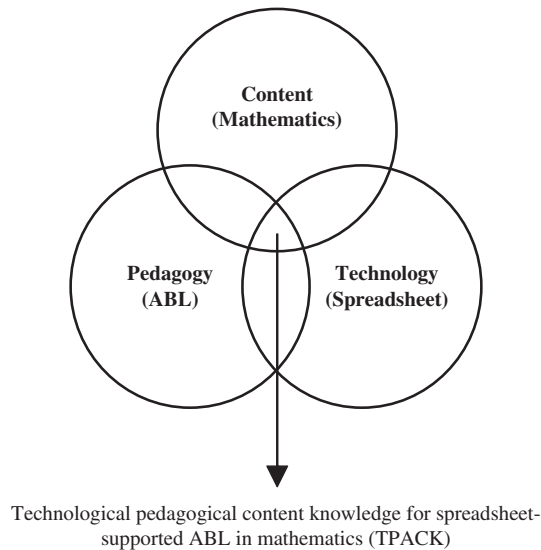 Content
(Mathematics)
Pedagogy
(ABL)
Technology
(Spreadsheet)
Technological pedagogical content knowledge for spreadsheet-
supported ABL in mathematics (TPACK)